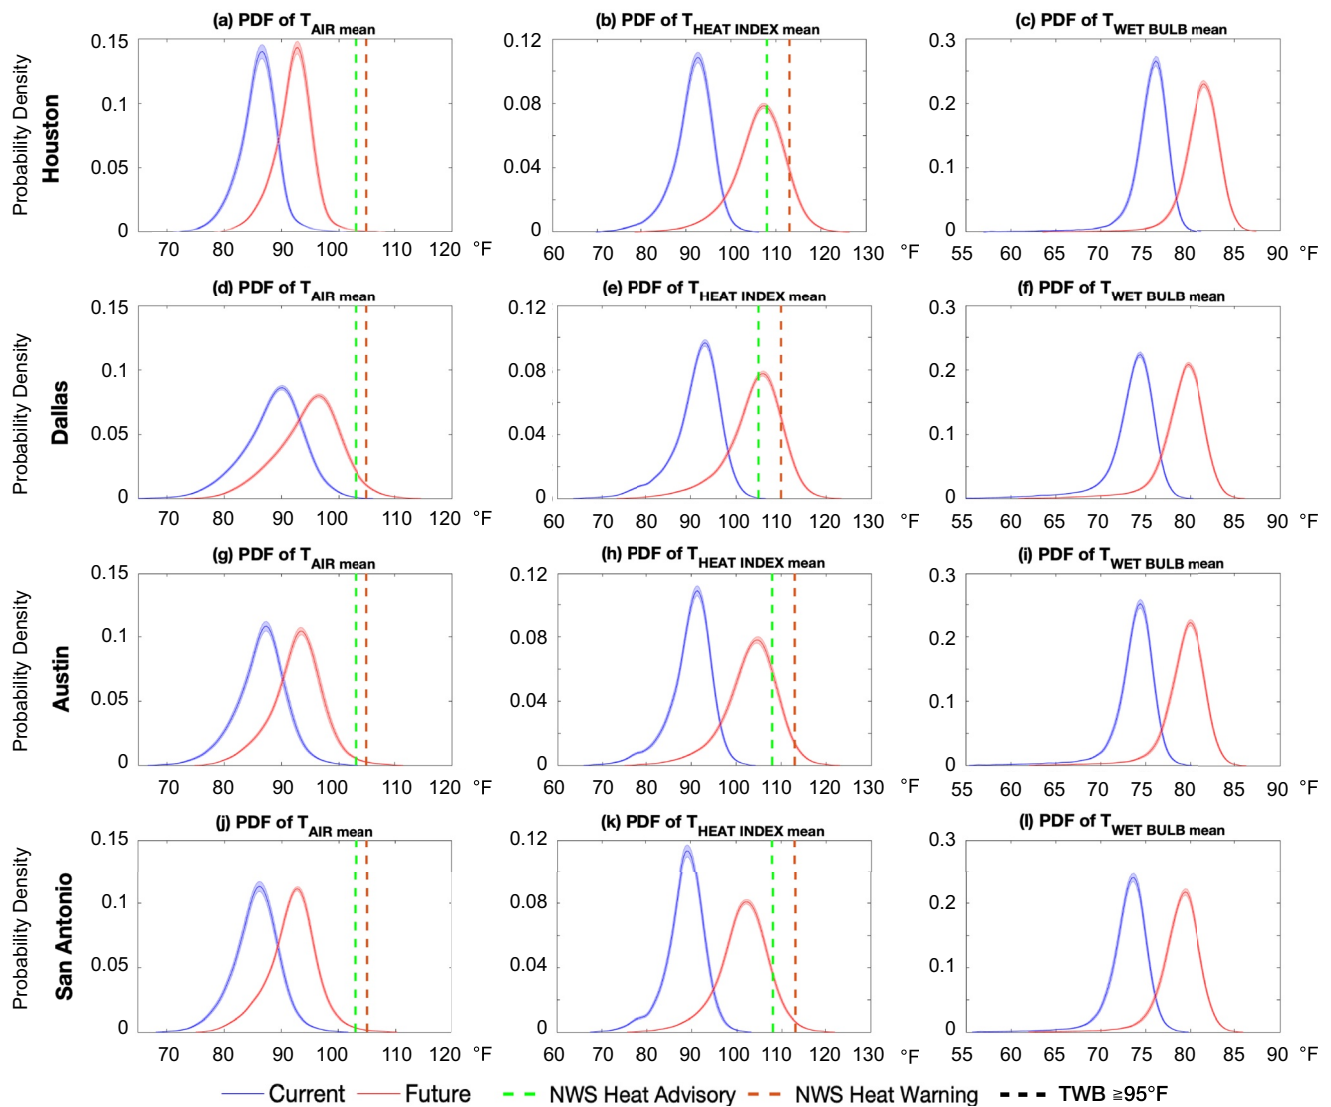 (a) PDF of T AIR mean
(b) PDF of T HEAT INDEX mean
(c) PDF of T WET BULB mean
Probability Density
Houston
0.15
0.1
0.05
0
70 80 90 100 110 120 °F
0.12
0.08
0.04
0
60 70 80 90 100 110 120 130 °F
0.3
0.2
0.1
0
55 60 65 70 75 80 85 90 °F
(d) PDF of T AIR mean
(e) PDF of T HEAT INDEX mean
(f) PDF of T WET BULB mean
Probability Density
Dallas
0.15
0.1
0.05
0
70 80 90 100 110 120 °F
0.12
0.08
0.04
0
60 70 80 90 100 110 120 130 °F
0.3
0.2
0.1
0
55 60 65 70 75 80 85 90 °F
(g) PDF of T AIR mean
(h) PDF of T HEAT INDEX mean
(i) PDF of T WET BULB mean
Probability Density
Austin
0.15
0.1
0.05
0
70 80 90 100 110 120 °F
0.12
0.08
0.04
0
60 70 80 90 100 110 120 130 °F
0.3
0.2
0.1
0
55 60 65 70 75 80 85 90 °F
(j) PDF of T AIR mean
(k) PDF of T HEAT INDEX mean
(l) PDF of T WET BULB mean
Probability Density
San Antonio
0.15
0.1
0.05
0
70 80 90 100 110 120 °F
0.12
0.08
0.04
0
60 70 80 90 100 110 120 130 °F
0.3
0.2
0.1
0
55 60 65 70 75 80 85 90 °F
Current Future NWS Heat Advisory NWS Heat Warning TWB ≧95°F